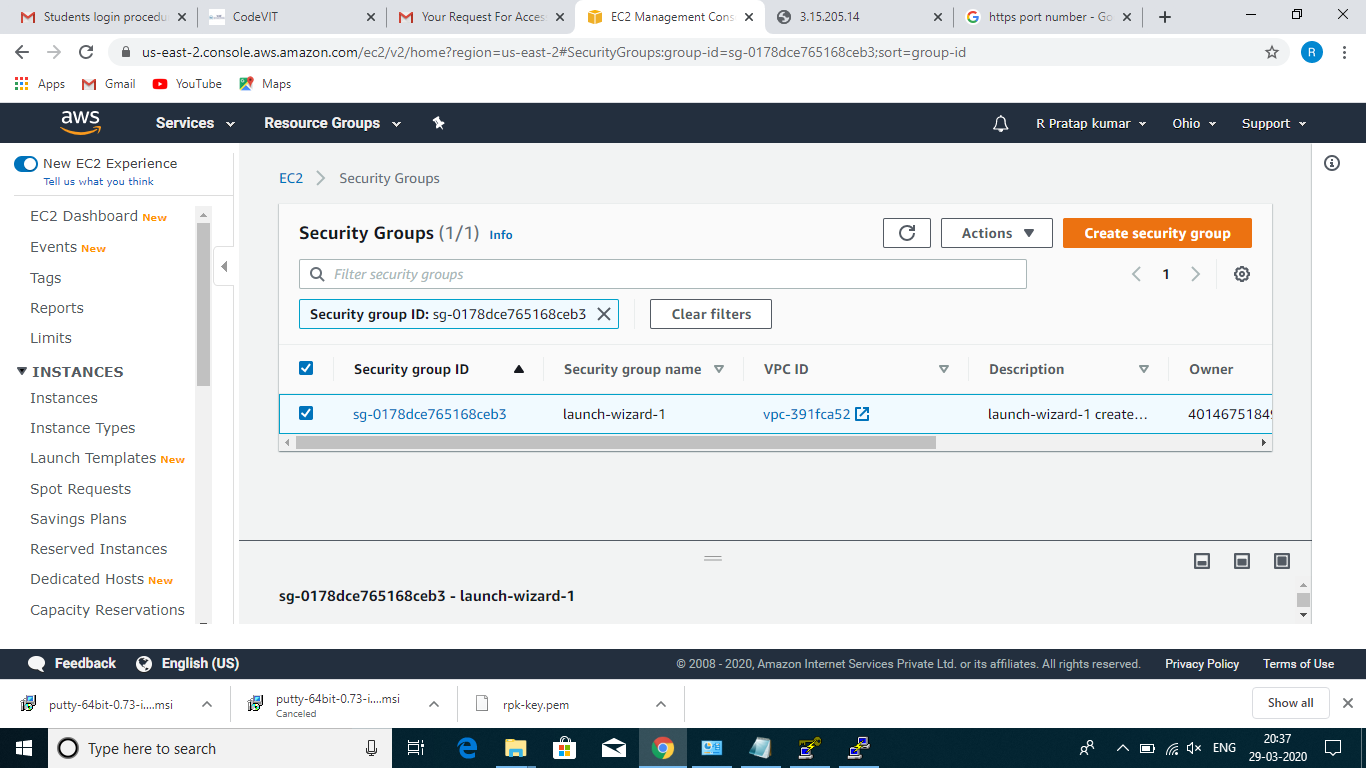 Students login procedu
CodeVIT
Your Request For Acces
EC2 Management Cons
3.15.205.14
https port number - Go
us-east-2.console.aws.amazon.com/ec2/v2/home?region=us-east-2#SecurityGroups:group-id=sg-0178dce765168ceb3;sort=group-id
R
Apps Gmail YouTube Maps
aws Services Resource Groups R Pratap kumar Ohio Support
New EC2 Experience
Tell us what you think
EC2 Dashboard New
Events New
Tags
Reports
Limits
INSTANCES
Instances
Instance Types
Launch Templates New
Spot Requests
Savings Plans
Reserved Instances
Dedicated Hosts New
Capacity Reservations
EC2 Security Groups
Security Groups (1/1) Info Actions Create security group
Filter security groups 1
Security group ID: sg-0178dce765168ceb3 Clear filters
Security group ID Security group name VPC ID Description Owner
sg-0178dce765168ceb3 launch-wizard-1 vpc-391fca52 launch-wizard-1 create... 40146751849
sg-0178dce765168ceb3 - launch-wizard-1
Feedback English (US) © 2008 - 2020, Amazon Internet Services Private Ltd. or its affiliates. All rights reserved. Privacy Policy Terms of Use
putty-64bit-0.73-i....msi
putty-64bit-0.73-i....msi
Canceled
rpk-key.pem
Show all
Type here to search
ENG
20:37
29-03-2020